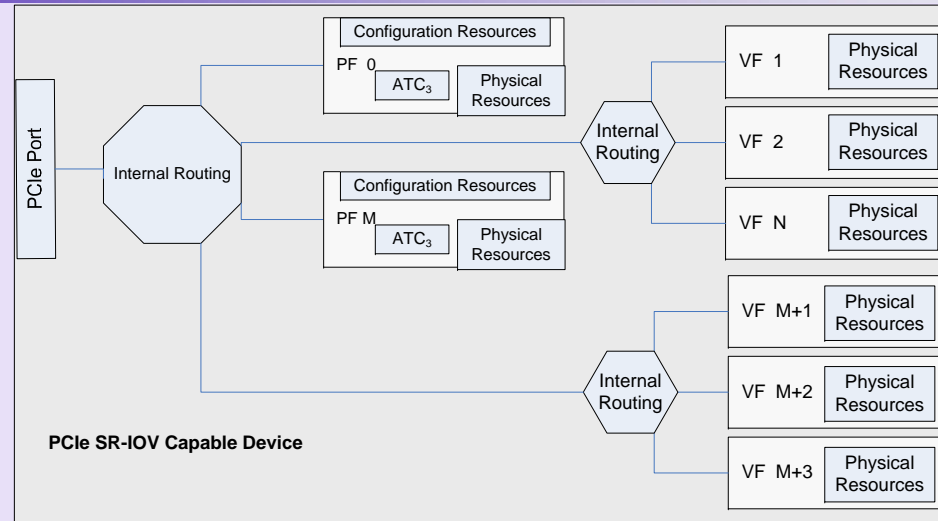 PCIe Port
Internal Routing
Configuration Resources
PF 0
ATC3
Physical
Resources
Configuration Resources
PF M
ATC3
Physical
Resources
Internal
Routing
VF 1
Physical
Resources
VF 2
Physical
Resources
VF N
Physical
Resources
Internal
Routing
VF M+1
Physical
Resources
VF M+2
Physical
Resources
VF M+3
Physical
Resources
PCIe SR-IOV Capable Device